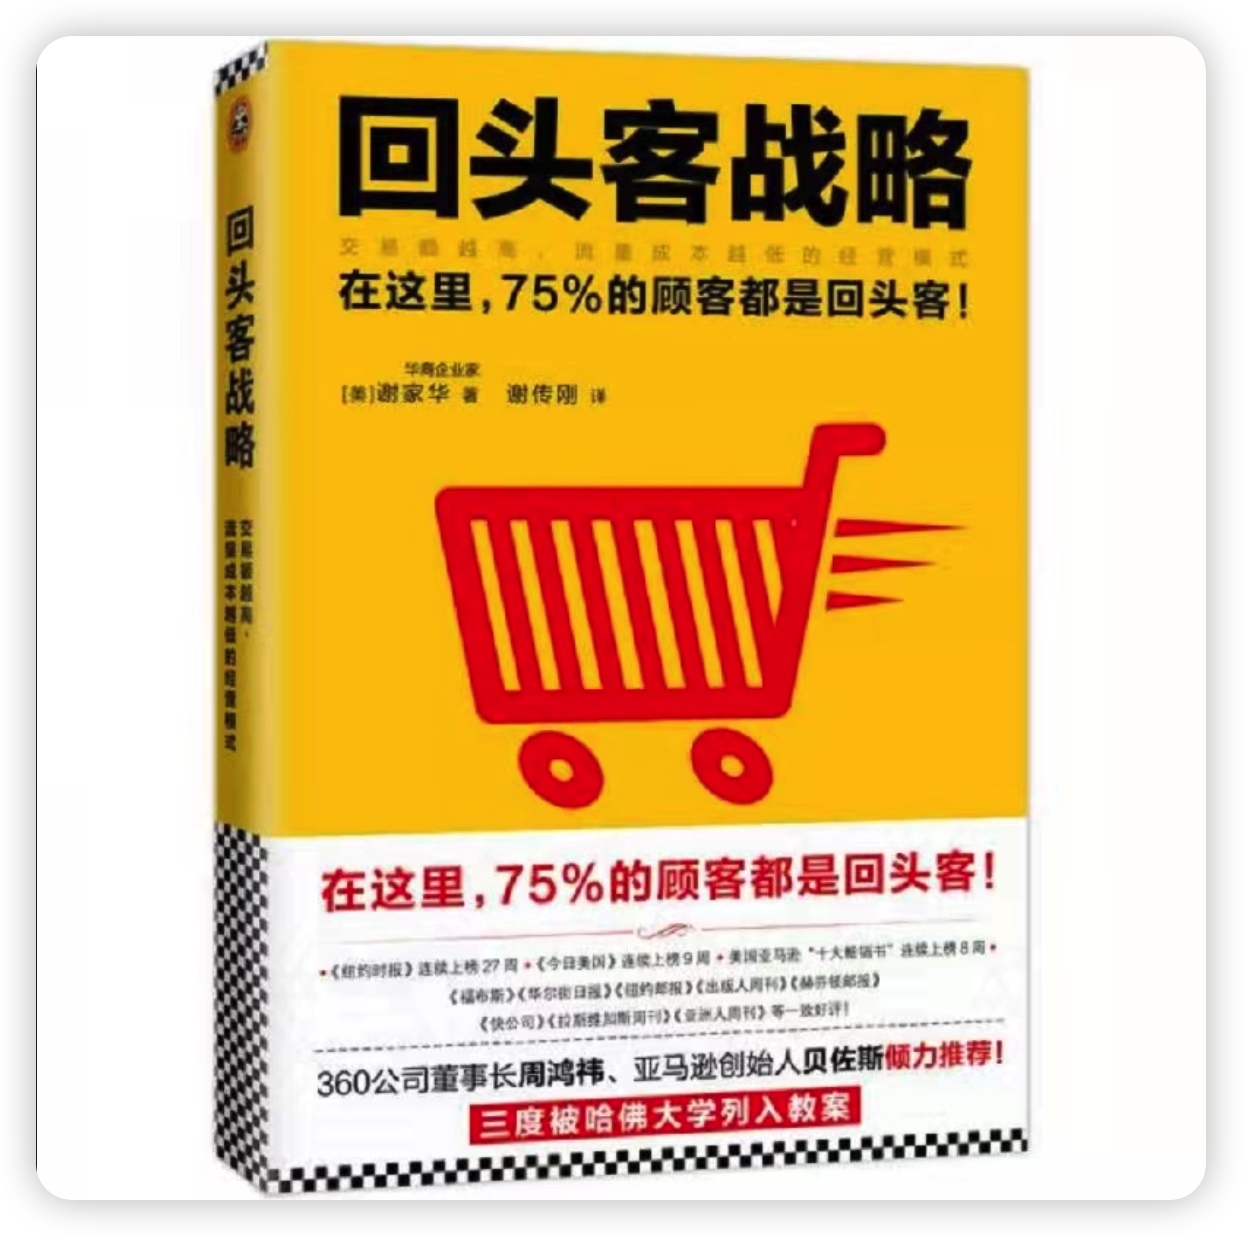 回头客战略
交易额越高，流量成本越低的经营模式
在这里，75%的顾客都是回头客！
华裔企业家
[美]谢家华 著 谢传刚 译
回头客战略
交易额越高，
流量成本越低的经营模式
在这里，75%的顾客都是回头客！
•《纽约时报》连续上榜27周•《今日美国》连续上榜9周•美国亚马逊“十大畅销书”连续上榜8周•
《福布斯》《华尔街日报》《纽约邮报》《出版人周刊》《赫芬顿邮报》
《快公司》《拉斯维加斯周刊》《亚洲人周刊》等一致好评！
360公司董事长周鸿祎、亚马逊创始人贝佐斯倾力推荐！
三度被哈佛大学列入教案